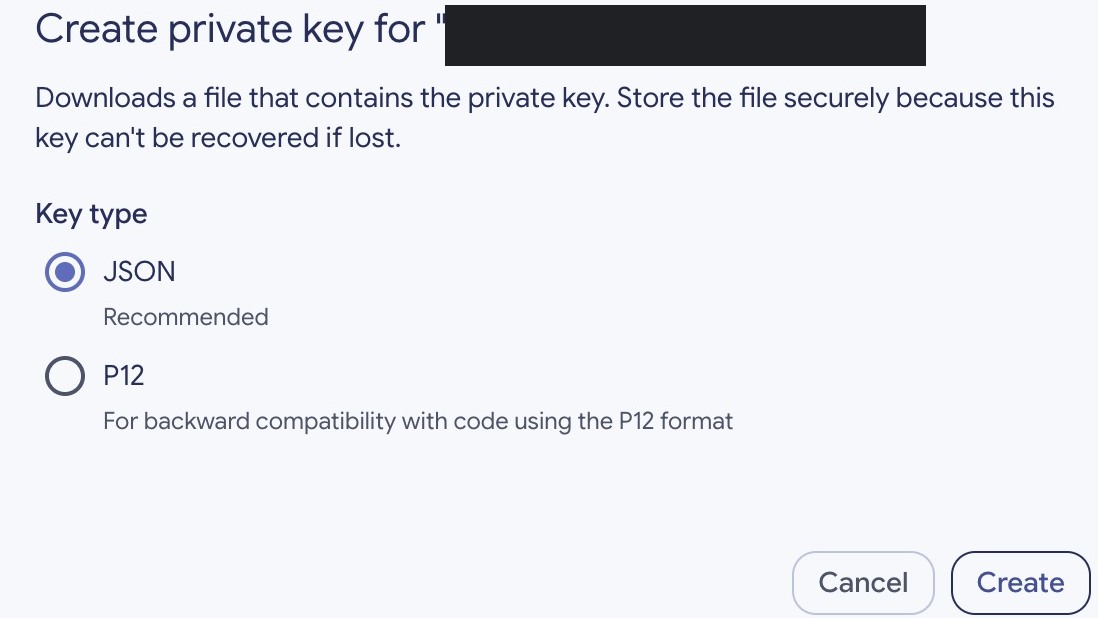 Create private key for "
Downloads a file that contains the private key. Store the file securely because this
key can't be recovered if lost.
Key type
JSON
Recommended
P12
For backward compatibility with code using the P12 format
Cancel
Create